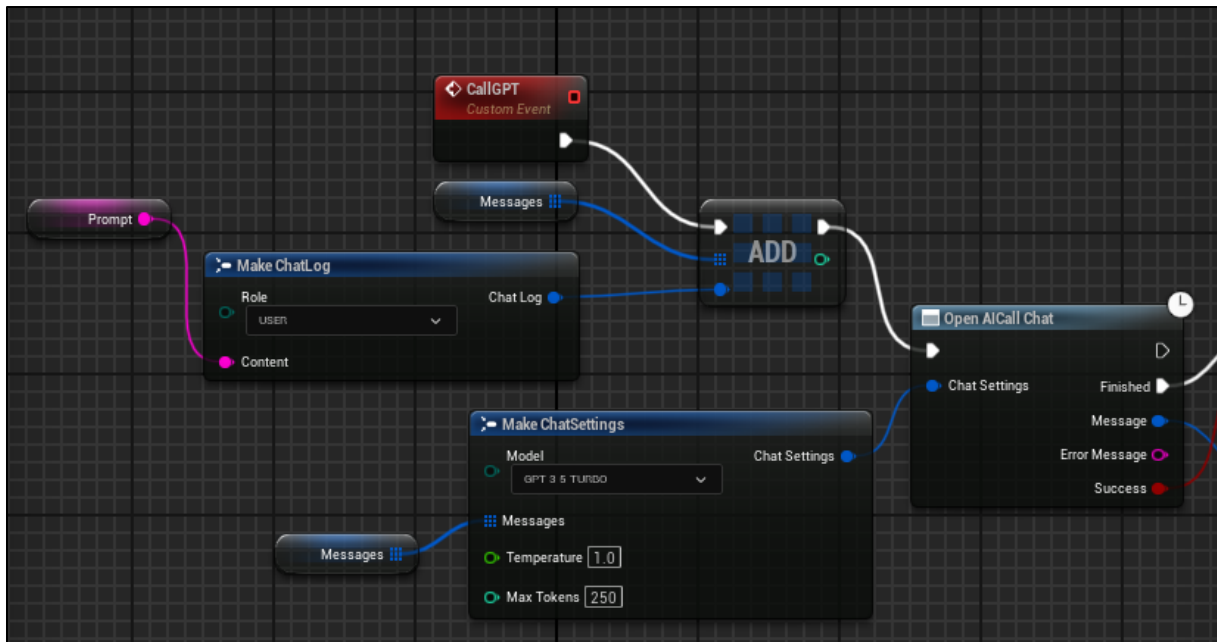 CallGPT
Custom Event
Messages
Prompt
ADD
Make ChatLog
Role
USER
Chat Log
Content
Open AICall Chat
Chat Settings
Finished
Message
Error Message
Success
Make ChatSettings
Model
Chat Settings
GPT 3 5 TURBO
Messages
Messages
Temperature 1.0
Max Tokens 250